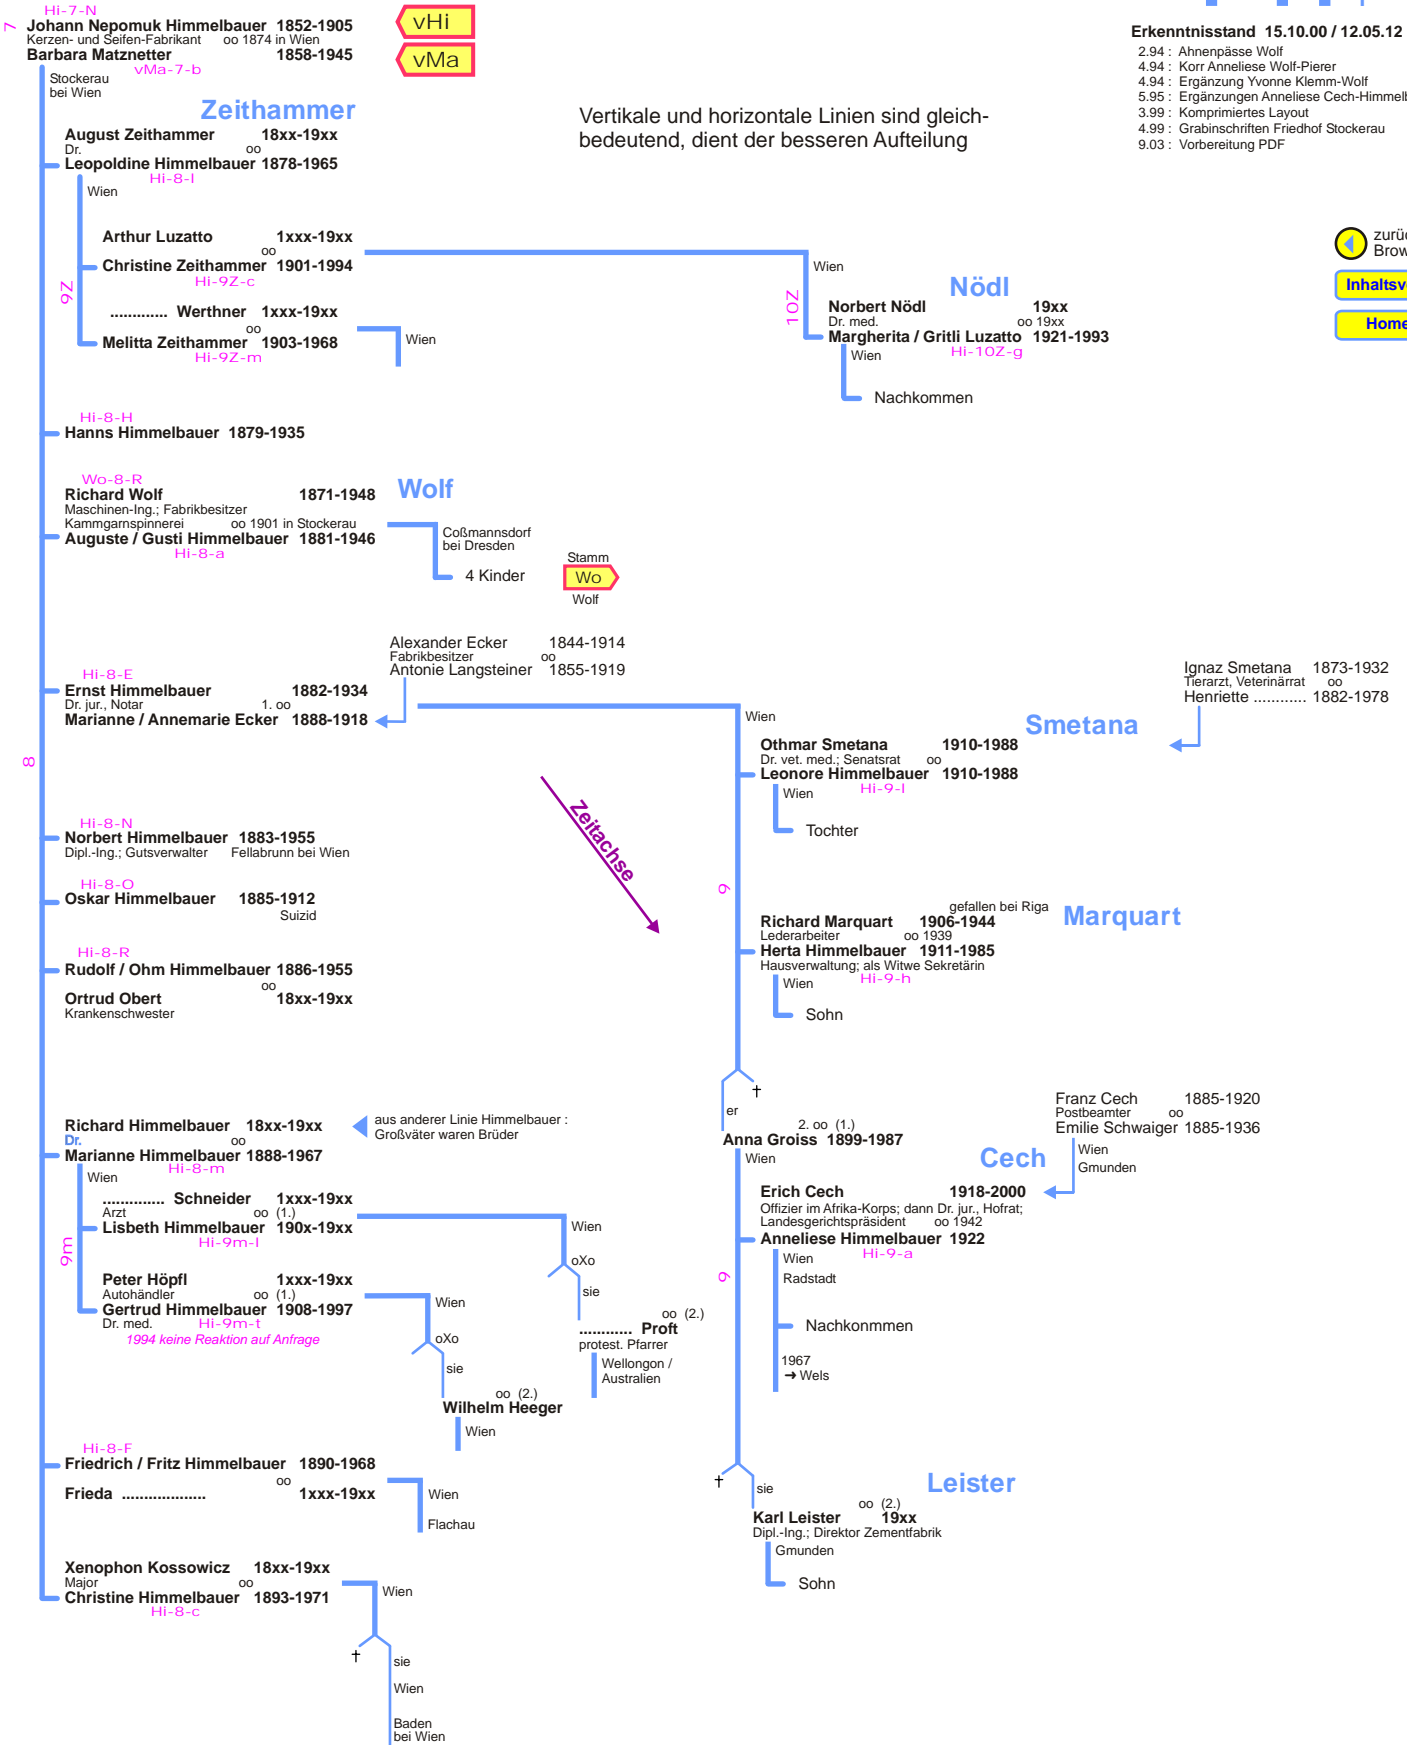 Hi-7-N
7
Johann Nepomuk Himmelbauer 1852-1905
Kerzen- und Seifen-Fabrikant oo 1874 in Wien
Barbara Matznetter 1858-1945
vMa-7-b
vHi
vMa
Stockerau
bei Wien
Erkenntnisstand 15.10.00 / 12.05.12
2.94 : Ahnenpässe Wolf
4.94 : Korr Anneliese Wolf-Pierer
4.94 : Ergänzung Yvonne Klemm-Wolf
5.95 : Ergänzungen Anneliese Cech-Himmelb
3.99 : Komprimiertes Layout
4.99 : Grabinschriften Friedhof Stockerau
9.03 : Vorbereitung PDF
Vertikale und horizontale Linien sind gleich-
bedeutend, dient der besseren Aufteilung
zurüc
Brow
Inhaltsv
Home
Zeithammer
August Zeithammer 18xx-19xx
Dr. oo
Leopoldine Himmelbauer 1878-1965
Hi-8-l
Wien
9Z
Arthur Luzatto 1xxx-19xx
oo
Christine Zeithammer 1901-1994
Hi-9Z-c
............. Werthner 1xxx-19xx
oo
Melitta Zeithammer 1903-1968
Hi-9Z-m
Wien
Wien
10Z
Nödl
Norbert Nödl 19xx
Dr. med. oo 19xx
Margherita / Gritli Luzatto 1921-1993
Hi-10Z-g
Wien
Nachkommen
Hi-8-H
Hanns Himmelbauer 1879-1935
Wo-8-R
Richard Wolf 1871-1948
Wolf
Maschinen-Ing.; Fabrikbesitzer
Kammgarnspinnerei oo 1901 in Stockerau
Auguste / Gusti Himmelbauer 1881-1946
Hi-8-a
Coßmannsdorf
bei Dresden
4 Kinder
Stamm
Wo
Wolf
Alexander Ecker 1844-1914
Fabrikbesitzer oo
Antonie Langsteiner 1855-1919
Hi-8-E
Ernst Himmelbauer 1882-1934
Dr. jur., Notar 1. oo
Marianne / Annemarie Ecker 1888-1918
8
Wien
Ignaz Smetana 1873-1932
Tierarzt, Veterinärrat oo
Henriette ............ 1882-1978
Smetana
Othmar Smetana 1910-1988
Dr. vet. med.; Senatsrat oo
Leonore Himmelbauer 1910-1988
Hi-9-l
Wien
Tochter
Zeitachse
Hi-8-N
Norbert Himmelbauer 1883-1955
Dipl.-Ing.; Gutsverwalter Fellabrunn bei Wien
Hi-8-O
Oskar Himmelbauer 1885-1912
Suizid
9
gefallen bei Riga
Marquart
Richard Marquart 1906-1944
Lederarbeiter oo 1939
Herta Himmelbauer 1911-1985
Hausverwaltung; als Witwe Sekretärin
Hi-9-h
Wien
Sohn
Hi-8-R
Rudolf / Ohm Himmelbauer 1886-1955
oo
Ortrud Obert 18xx-19xx
Krankenschwester
†
er
2. oo (1.)
Anna Groiss 1899-1987
Wien
Richard Himmelbauer 18xx-19xx
Dr. oo
Marianne Himmelbauer 1888-1967
Hi-8-m
aus anderer Linie Himmelbauer :
Großväter waren Brüder
Wien
9m
.............. Schneider 1xxx-19xx
Arzt oo (1.)
Lisbeth Himmelbauer 190x-19xx
Hi-9m-l
Peter Höpfl 1xxx-19xx
Autohändler oo (1.)
Gertrud Himmelbauer 1908-1997
Dr. med. Hi-9m-t
1994 keine Reaktion auf Anfrage
Wien
oXo
sie
oo (2.)
............ Proft
protest. Pfarrer
Wellongon /
Australien
Wien
oXo
sie
oo (2.)
Wilhelm Heeger
Wien
Franz Cech 1885-1920
Postbeamter oo
Emilie Schwaiger 1885-1936
Wien
Gmunden
Cech
Erich Cech 1918-2000
Offizier im Afrika-Korps; dann Dr. jur., Hofrat;
Landesgerichtspräsident oo 1942
Anneliese Himmelbauer 1922
Hi-9-a
9
Wien
Radstadt
Nachkonmmen
1967
➔ Wels
Hi-8-F
Friedrich / Fritz Himmelbauer 1890-1968
oo
Frieda ................... 1xxx-19xx
Wien
Flachau
†
sie
Leister
oo (2.)
Karl Leister 19xx
Dipl.-Ing.; Direktor Zementfabrik
Gmunden
Sohn
Xenophon Kossowicz 18xx-19xx
Major oo
Christine Himmelbauer 1893-1971
Hi-8-c
Wien
†
sie
Wien
Baden
bei Wien